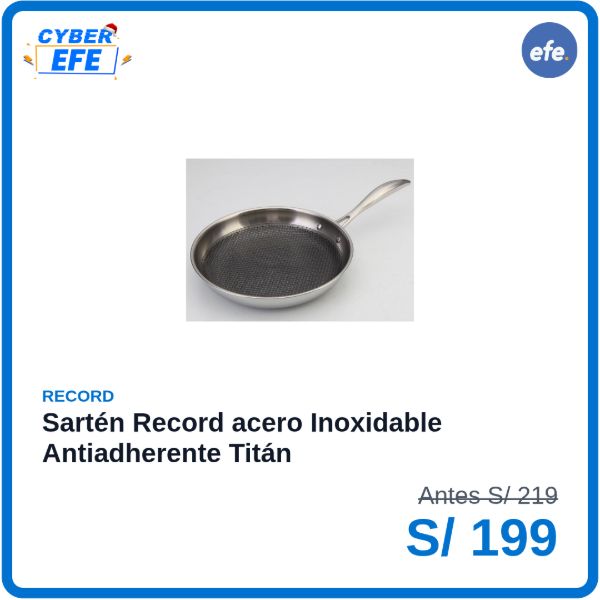 CYBER
EFE
efe.
RECORD
Sartén Record acero Inoxidable
Antiadherente Titán
Antes S/ 219
S/ 199